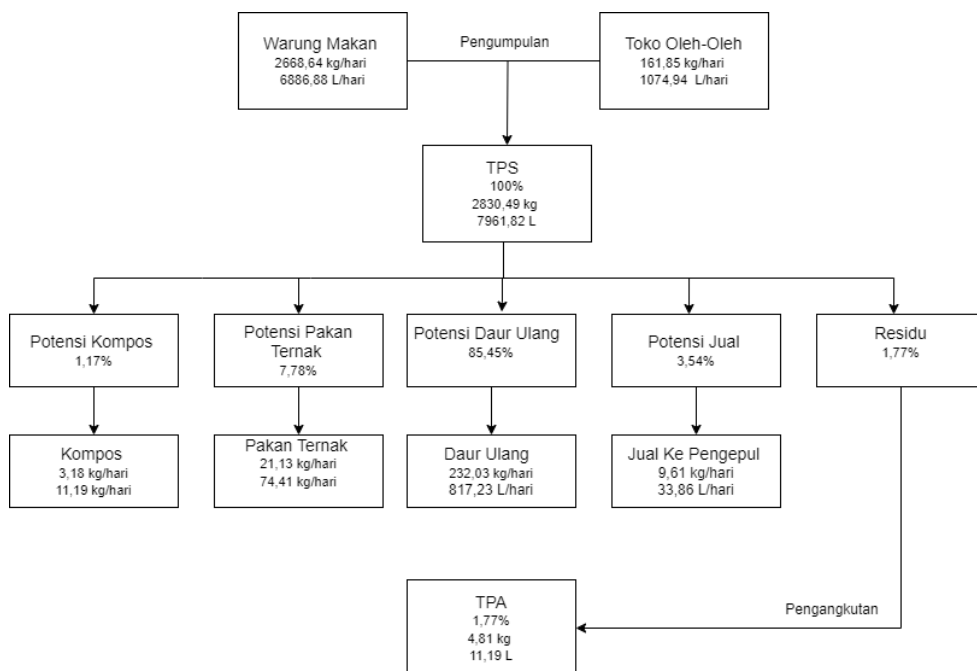 Warung Makan
2668,64 kg/hari
6886,88 L/hari
Pengumpulan
Toko Oleh-Oleh
161,85 kg/hari
1074,94 L/hari
TPS
100%
2830,49 kg
7961,82 L
Potensi Kompos
1,17%
Potensi Pakan
Ternak
7,78%
Potensi Daur Ulang
85,45%
Potensi Jual
3,54%
Residu
1,77%
Kompos
3,18 kg/hari
11,19 kg/hari
Pakan Ternak
21,13 kg/hari
74,41 kg/hari
Daur Ulang
232,03 kg/hari
817,23 L/hari
Jual Ke Pengepul
9,61 kg/hari
33,86 L/hari
TPA
1,77%
4,81 kg
11,19 L
Pengangkutan